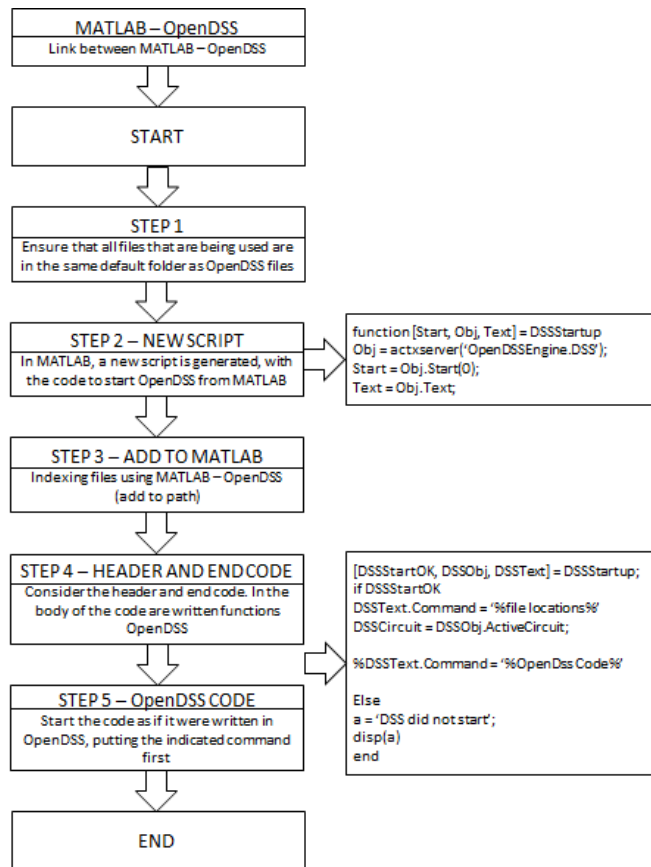 MATLAB – OpenDSS
Link between MATLAB – OpenDSS
START
STEP 1
Ensure that all files that are being used are
in the same default folder as OpenDSS files
STEP 2 – NEW SCRIPT
In MATLAB, a new script is generated, with
the code to start OpenDSS from MATLAB
function [Start, Obj, Text] = DSSStartup
Obj = actxserver(‘OpenDSSEngine.DSS’);
Start = Obj.Start(0);
Text = Obj.Text;
STEP 3 – ADD TO MATLAB
Indexing files using MATLAB – OpenDSS
(add to path)
STEP 4 – HEADER AND END CODE
Consider the header and end code. In the
body of the code are written functions
OpenDSS
STEP 5 – OpenDSS CODE
Start the code as if it were written in
OpenDSS, putting the indicated command
first
[DSSStartOK, DSSObj, DSSText] = DSSStartup;
if DSSStartOK
DSSText.Command = ‘%file locations%’
DSSCircuit = DSSObj.ActiveCircuit;
%DSSText.Command = ‘%OpenDss Code%’
Else
a = ‘DSS did not start’;
disp(a)
end
END